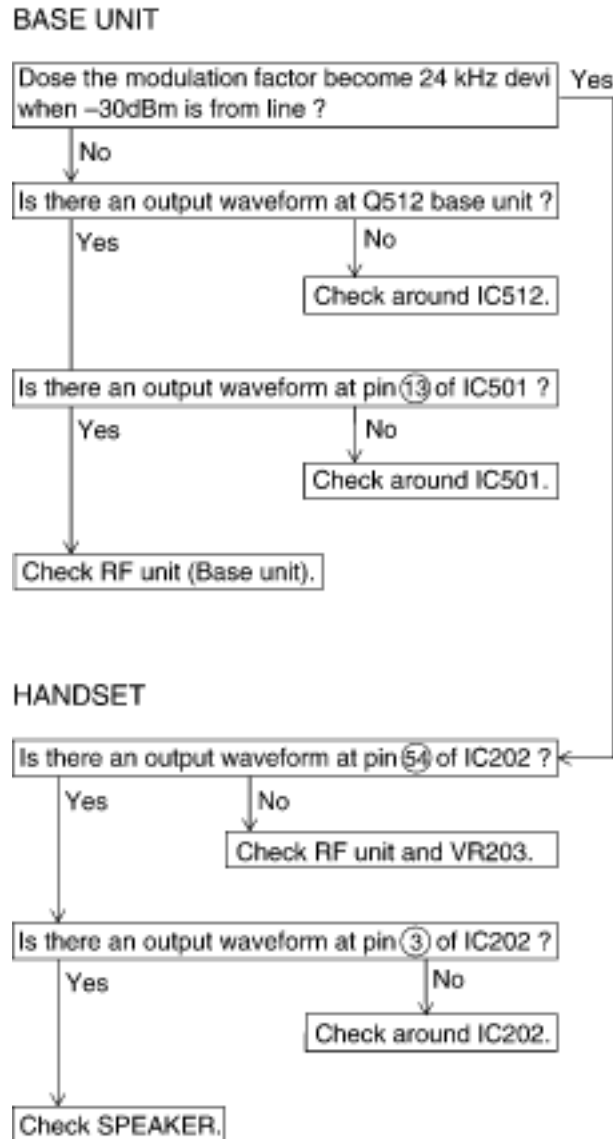 BASE UNIT
Dose the modulation factor become 24 kHz devi
when –30dBm is from line ?
Yes
No
Is there an output waveform at Q512 base unit ?
Yes
No
Check around IC512.
Is there an output waveform at pin 13 of IC501 ?
Yes
No
Check around IC501.
Check RF unit (Base unit).
HANDSET
Is there an output waveform at pin 54 of IC202 ?
Yes
No
Check RF unit and VR203.
Is there an output waveform at pin 3 of IC202 ?
Yes
No
Check around IC202.
Check SPEAKER.